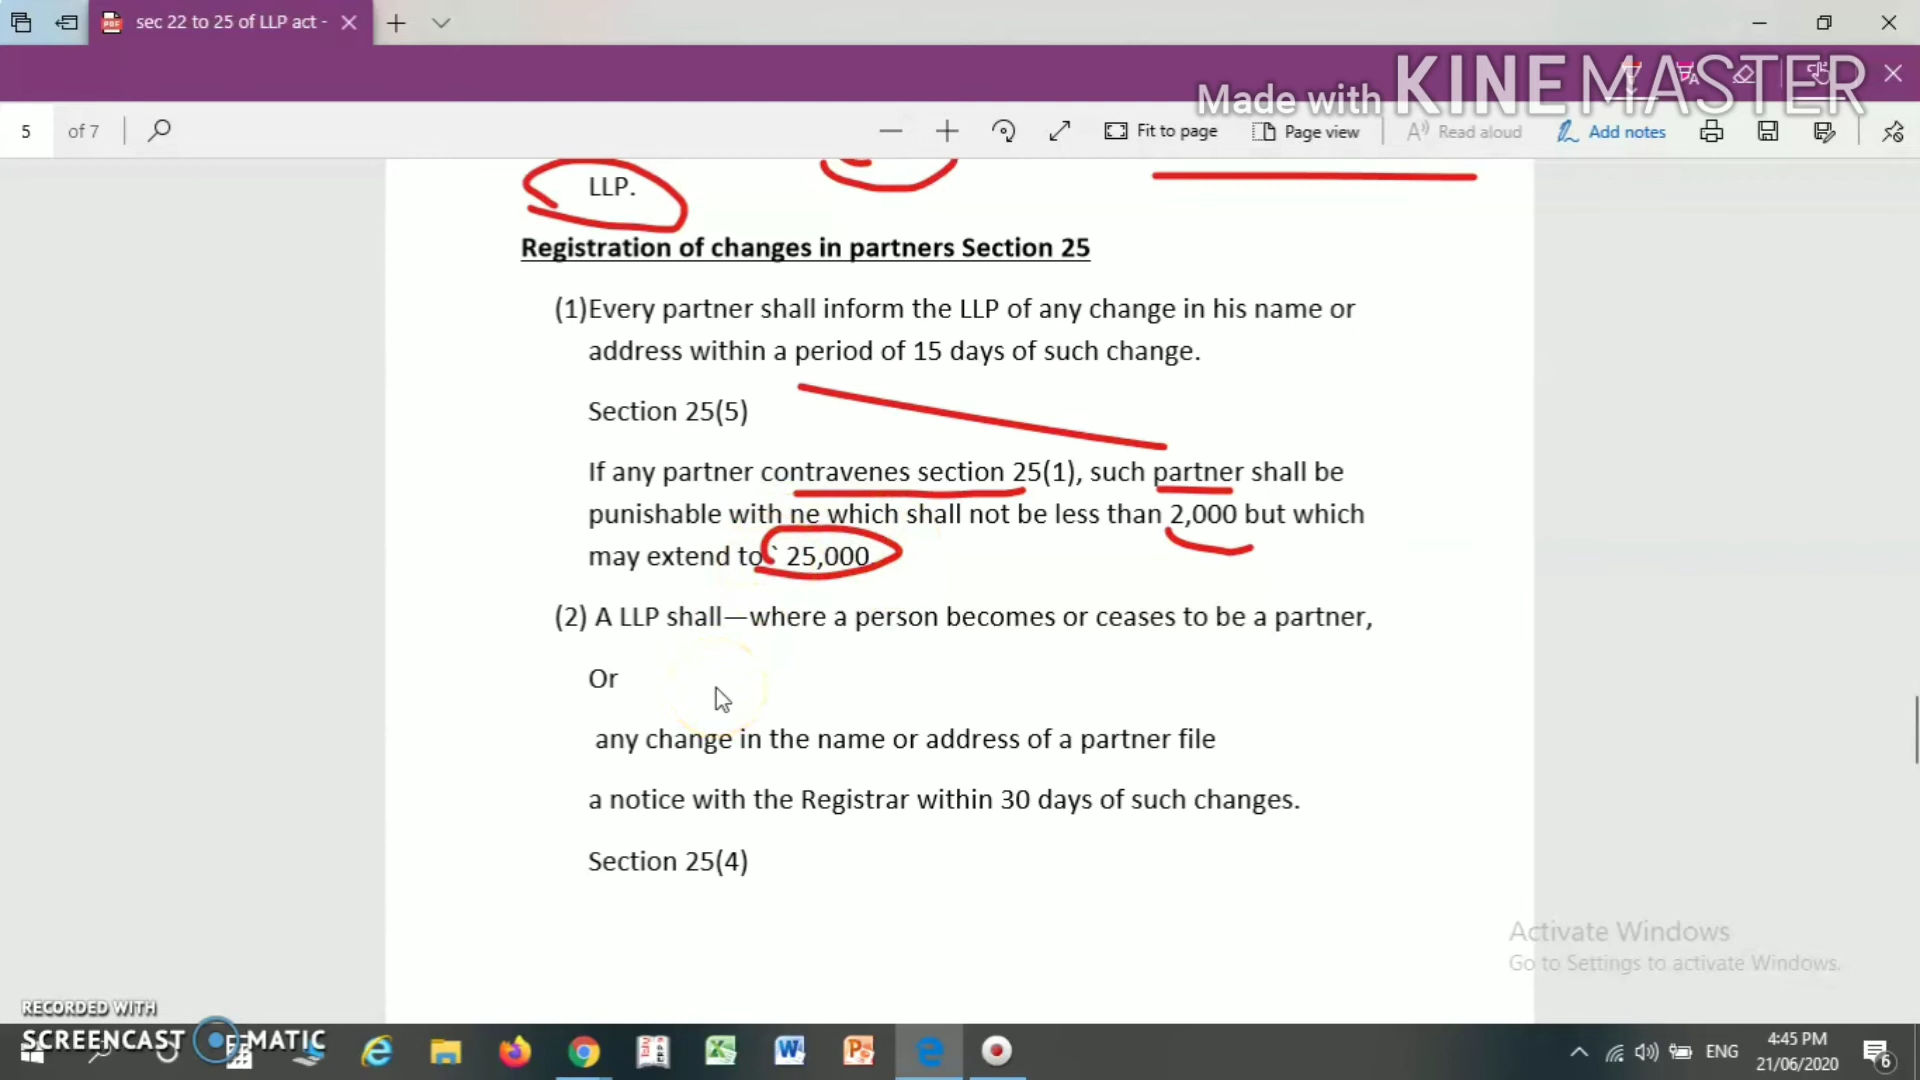 sec 22 to 25 of LLP act -
Made with KINEMASTER
5 of 7
Fit to page
Page view
Read aloud
Add notes
LLP.
Registration of changes in partners Section 25
(1)Every partner shall inform the LLP of any change in his name or
address within a period of 15 days of such change.
Section 25(5)
If any partner contravenes section 25(1), such partner shall be
punishable with ne which shall not be less than 2,000 but which
may extend to ` 25,000.
(2) A LLP shall—where a person becomes or ceases to be a partner,
Or
any change in the name or address of a partner file
a notice with the Registrar within 30 days of such changes.
Section 25(4)
Activate Windows
Go to Settings to activate Windows.
RECORDED WITH
SCREENCAST MATIC
ENG
4:45 PM
21/06/2020
6